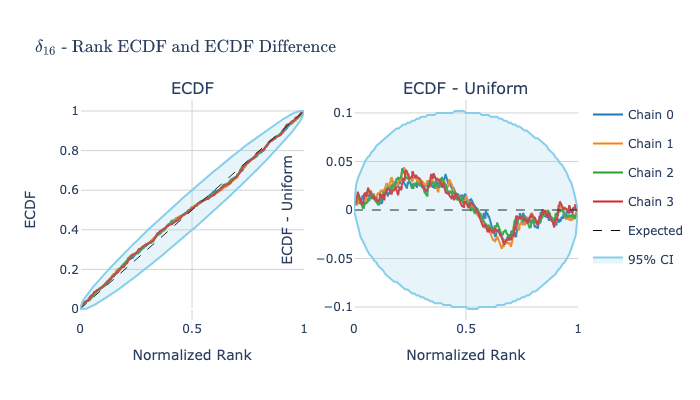 δ₁₆ - Rank ECDF and ECDF Difference
ECDF
ECDF - Uniform
1
0.8
0.6
0.4
0.2
0
ECDF
0
0.5
1
Normalized Rank
0.1
0.05
0
−0.05
−0.1
ECDF - Uniform
0
0.5
1
Normalized Rank
Chain 0
Chain 1
Chain 2
Chain 3
Expected
95% CI